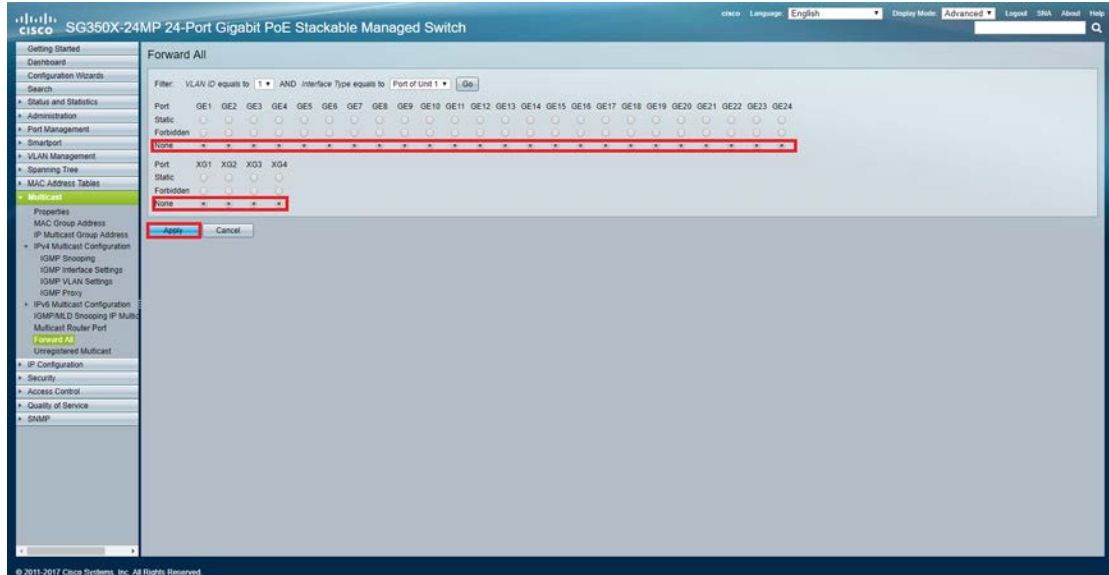 cisco SG350X-24MP 24-Port Gigabit PoE Stackable Managed Switch
cisco Language: English Display Mode: Advanced Logout SNA About Help
Getting Started
Dashboard
Configuration Wizards
Search
Status and Statistics
Administration
Port Management
Smartport
VLAN Management
Spanning Tree
MAC Address Tables
Multicast
Properties
MAC Group Address
IP Multicast Group Address
IPv4 Multicast Configuration
IGMP Snooping
IGMP Interface Settings
IGMP VLAN Settings
IGMP Proxy
IPv6 Multicast Configuration
IGMP/MLD Snooping IP Multic
Multicast Router Port
Forward All
Unregistered Multicast
IP Configuration
Security
Access Control
Quality of Service
SNMP
Forward All
Filter: VLAN ID equals to 1 AND Interface Type equals to Port of Unit 1 Go
Port GE1 GE2 GE3 GE4 GE5 GE6 GE7 GE8 GE9 GE10 GE11 GE12 GE13 GE14 GE15 GE16 GE17 GE18 GE19 GE20 GE21 GE22 GE23 GE24
Static
Forbidden
None
Port XG1 XG2 XG3 XG4
Static
Forbidden
None
Apply Cancel
© 2011-2017 Cisco Systems, Inc. All Rights Reserved.